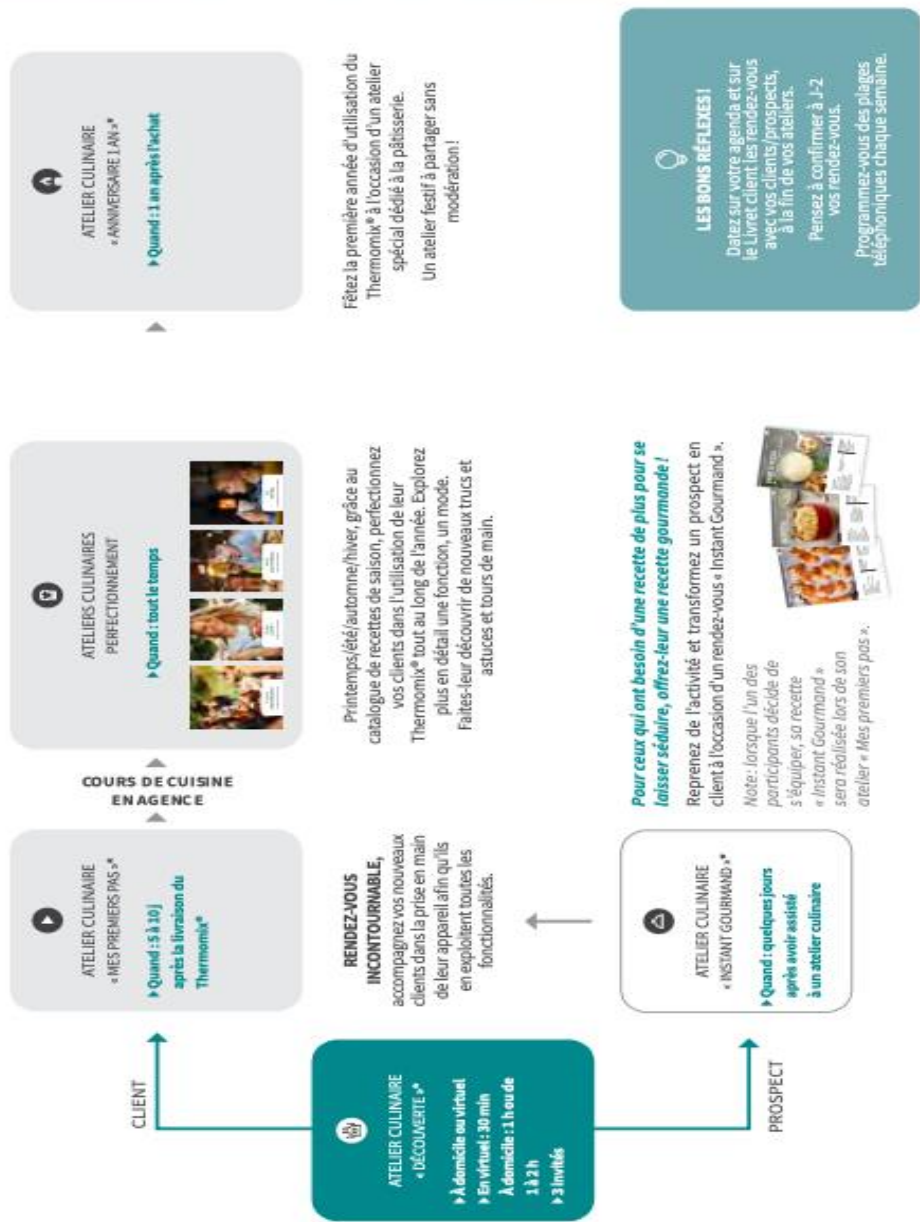 ATELIER CULINAIRE
« DÉCOUVERTE »*
À domicile ou virtuel
En virtuel : 30 min
À domicile : 1 h ou de
1 à 2 h
3 invités
CLIENT
ATELIER CULINAIRE
« MES PREMIERS PAS »*
Quand : 5 à 10 j
après la livraison du
Thermomix®
RENDEZ-VOUS
INCONTOURNABLE,
accompagnez vos nouveaux
clients dans la prise en main
de leur appareil afin qu'ils
en exploitent toutes les
fonctionnalités.
COURS DE CUISINE
EN AGENCE
ATELIERS CULINAIRES
PERFECTIONNEMENT
Quand : tout le temps
Printemps/été/automne/hiver, grâce au
catalogue de recettes de saison, perfectionnez
vos clients dans l'utilisation de leur
Thermomix® tout au long de l'année. Explorez
plus en détail une fonction, un mode.
Faites-leur découvrir de nouveaux trucs et
astuces et tours de main.
ATELIER CULINAIRE
« ANNIVERSAIRE 1 AN »*
Quand : 1 an après l'achat
Fêtez la première année d'utilisation du
Thermomix® à l'occasion d'un atelier
spécial dédié à la pâtisserie.
Un atelier festif à partager sans
modération !
PROSPECT
ATELIER CULINAIRE
« INSTANT GOURMAND »*
Quand : quelques jours
après avoir assisté
à un atelier culinaire
Pour ceux qui ont besoin d'une recette de plus pour se
laisser séduire, offrez-leur une recette gourmande !
Reprenez de l'activité et transformez un prospect en
client à l'occasion d'un rendez-vous « Instant Gourmand ».
Note : lorsque l'un des
participants décide de
s'équiper, sa recette
« Instant Gourmand »
sera réalisée lors de son
atelier « Mes premiers pas ».
LES BONS RÉFLEXES !
Datez sur votre agenda et sur
le Livret client les rendez-vous
avec vos clients/prospects,
à la fin de vos ateliers.
Pensez à confirmer à J-2
vos rendez-vous.
Programmez-vous des plages
téléphoniques chaque semaine.